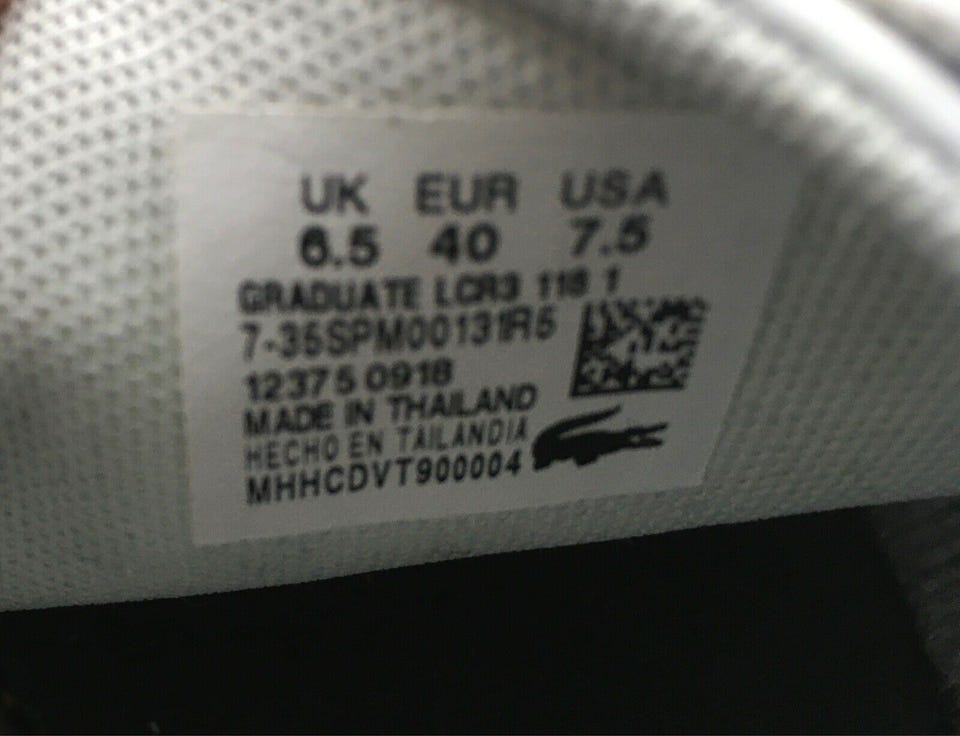 UK EUR USA
6.5 40 7.5
GRADUATE LCR3 118 1
7-35SPM00131R5
12375 0918
MADE IN THAILAND
HECHO EN TAILANDIA
MHHCDVT900004